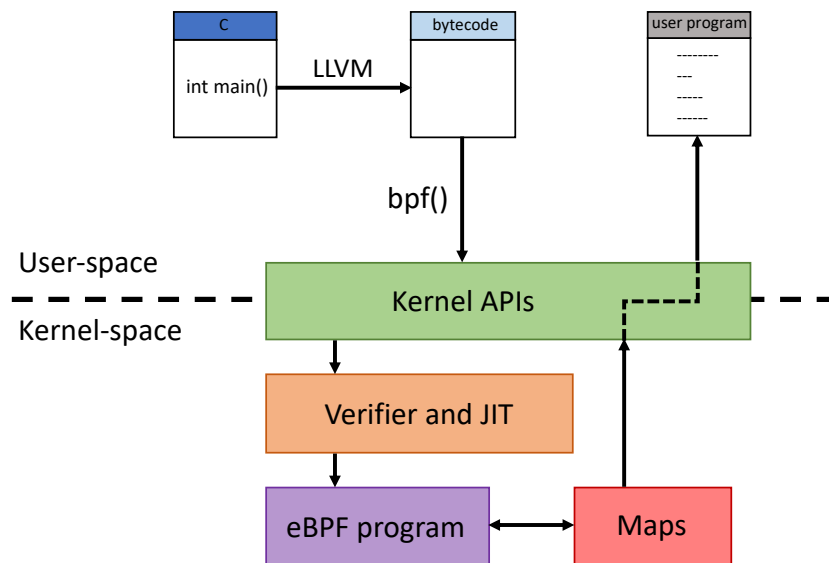 C
bytecode
user program
int main()
LLVM
--------
---
-----
------
bpf()
User-space
Kernel APIs
Kernel-space
Verifier and JIT
eBPF program
Maps